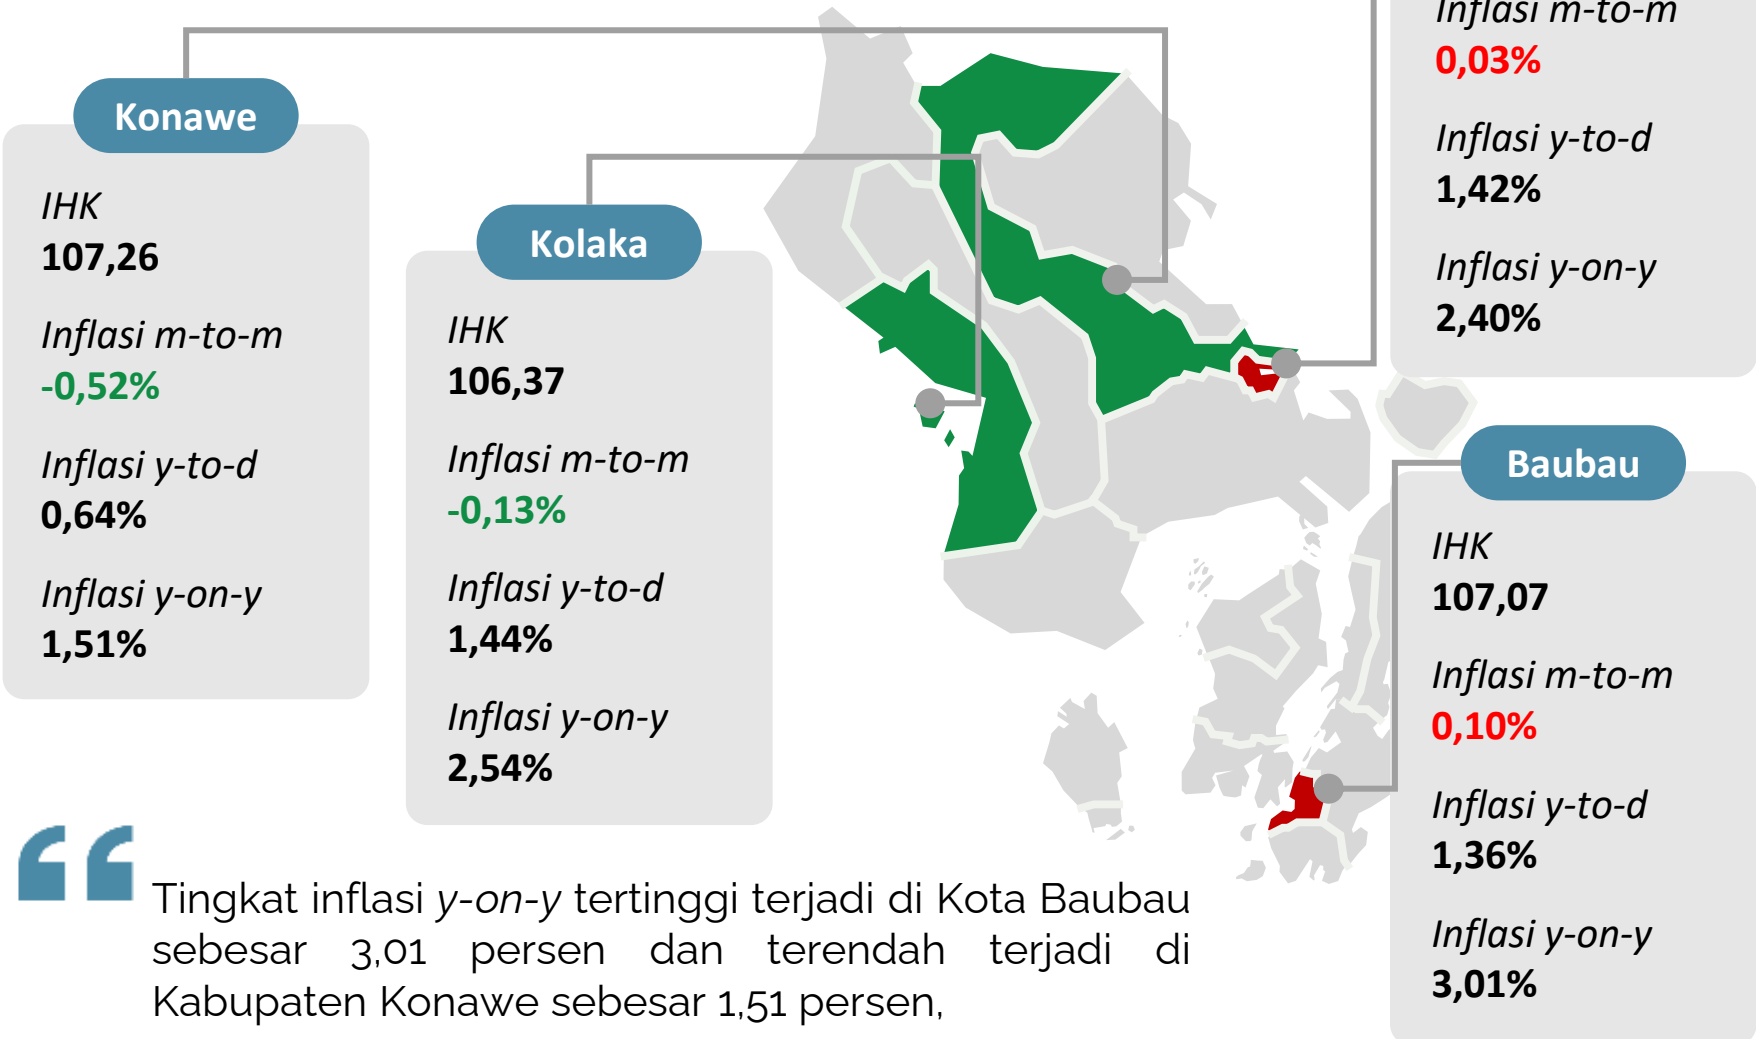 Konawe
IHK
107,26
Inflasi m-to-m
-0,52%
Inflasi y-to-d
0,64%
Inflasi y-on-y
1,51%
Kolaka
IHK
106,37
Inflasi m-to-m
-0,13%
Inflasi y-to-d
1,44%
Inflasi y-on-y
2,54%
Inflasi m-to-m
0,03%
Inflasi y-to-d
1,42%
Inflasi y-on-y
2,40%
Baubau
IHK
107,07
Inflasi m-to-m
0,10%
Inflasi y-to-d
1,36%
Inflasi y-on-y
3,01%
“
Tingkat inflasi y-on-y tertinggi terjadi di Kota Baubau
sebesar 3,01 persen dan terendah terjadi di
Kabupaten Konawe sebesar 1,51 persen,